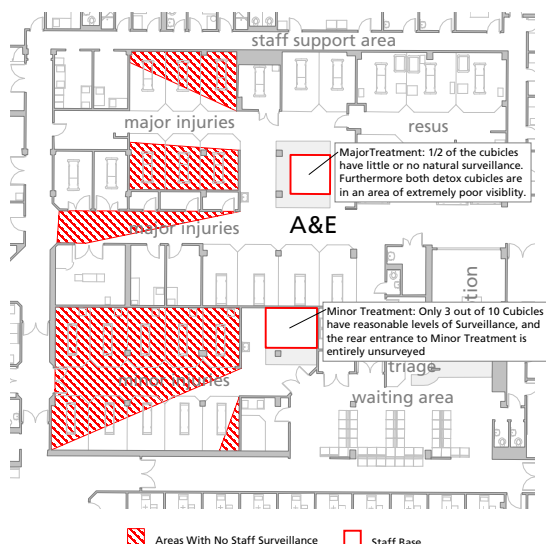 staff support area
major injuries
resus
MajorTreatment: 1/2 of the cubicles
have little or no natural surveillance.
Furthermore both detox cubicles are
in an area of extremely poor visiblity.
major injuries
A&E
tion
Minor Treatment: Only 3 out of 10 Cubicles
have reasonable levels of Surveillance, and
the rear entrance to Minor Treatment is
entirely unsurveyed
triage
minor injuries
waiting area
Areas With No Staff Surveillance
Staff Base